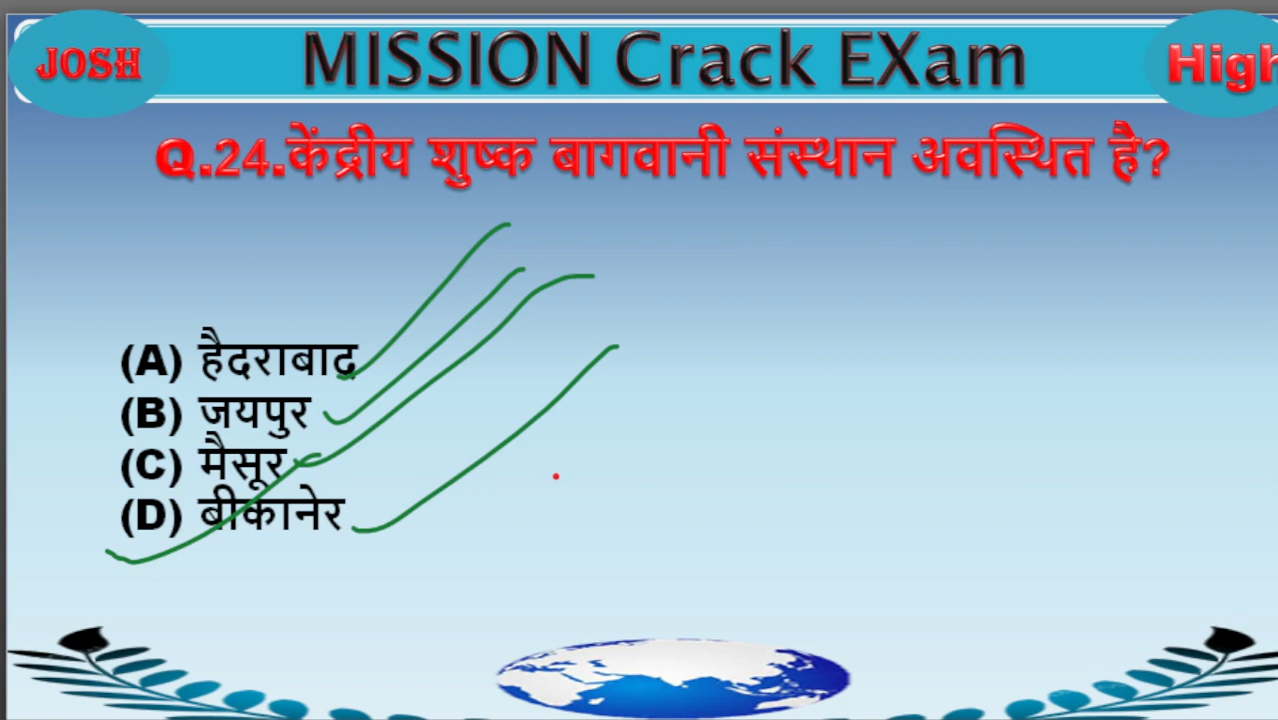 JOSH
MISSION Crack EXam
High
Q.24.केंद्रीय शुष्क बागवानी संस्थान अवस्थित है?
(A) हैदराबाद
(B) जयपुर
(C) मैसूर
(D) बीकानेर